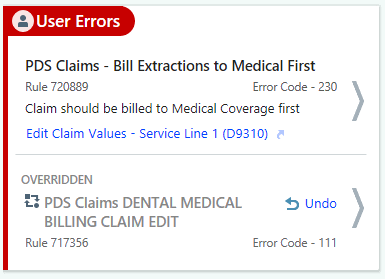 User Errors
PDS Claims - Bill Extractions to Medical First
Rule 720889 Error Code - 230
Claim should be billed to Medical Coverage first
Edit Claim Values - Service Line 1 (D9310)
OVERRIDDEN
PDS Claims DENTAL MEDICAL Undo
BILLING CLAIM EDIT
Rule 717356 Error Code - 111